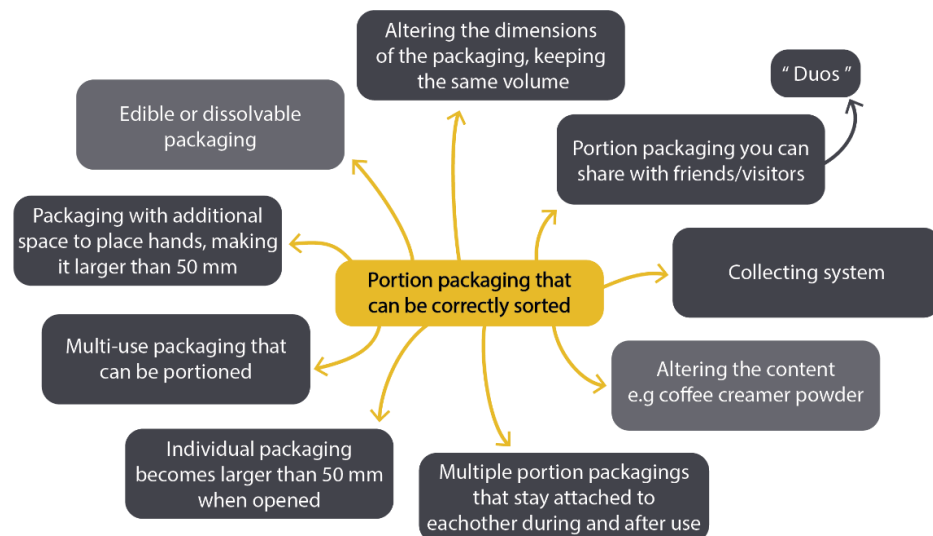 Altering the dimensions
of the packaging, keeping
the same volume
“ Duos ”
Edible or dissolvable
packaging
Portion packaging you can
share with friends/visitors
Packaging with additional
space to place hands, making
it larger than 50 mm
Portion packaging that
can be correctly sorted
Collecting system
Multi-use packaging that
can be portioned
Altering the content
e.g coffee creamer powder
Individual packaging
becomes larger than 50 mm
when opened
Multiple portion packagings
that stay attached to
eachother during and after use